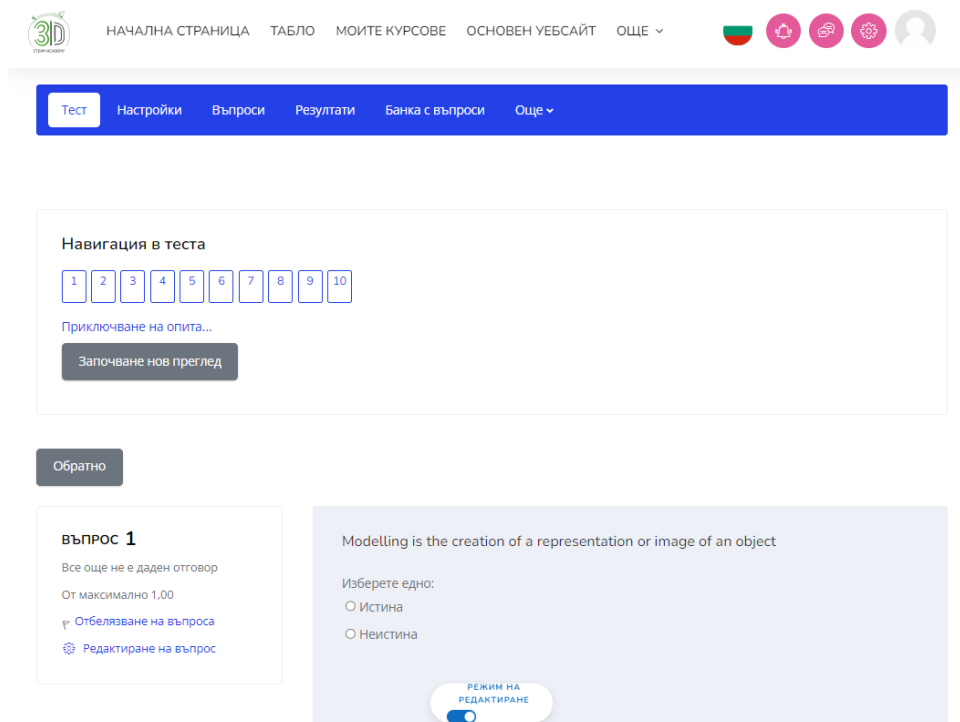 3D
STEAM ACADEMY
НАЧАЛНА СТРАНИЦА ТАБЛО МОИТЕ КУРСОВЕ ОСНОВЕН УЕБСАЙТ ОЩЕ
Тест Настройки Въпроси Резултати Банка с въпроси Още
Навигация в теста
1 2 3 4 5 6 7 8 9 10
Приключване на опита...
Започване нов преглед
Обратно
ВЪПРОС 1
Все още не е даден отговор
От максимално 1,00
Отбелязване на въпроса
Редактиране на въпрос
Modelling is the creation of a representation or image of an object
Изберете едно:
Истина
Неистина
РЕЖИМ НА
РЕДАКТИРАНЕ